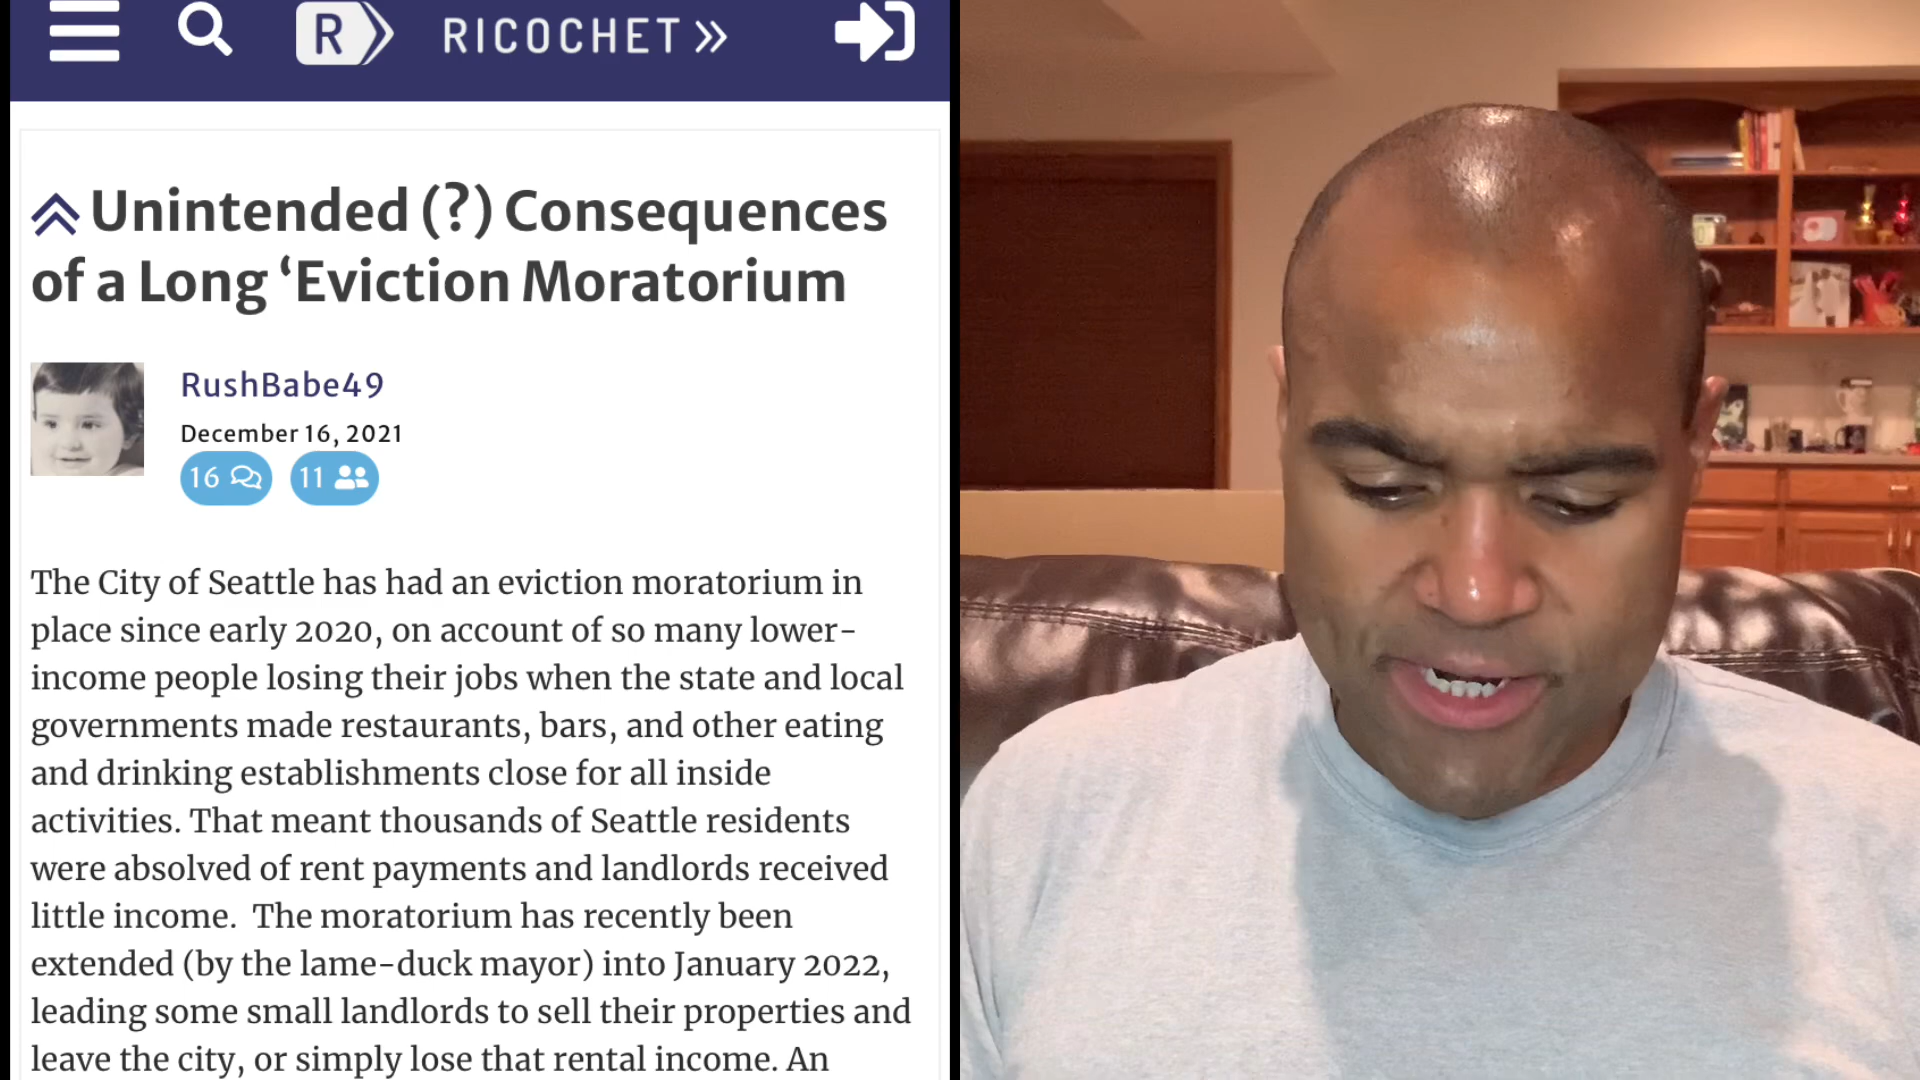 R RICOCHET »
Unintended (?) Consequences
of a Long ‘Eviction Moratorium
RushBabe49
December 16, 2021
16 11
The City of Seattle has had an eviction moratorium in
place since early 2020, on account of so many lower-
income people losing their jobs when the state and local
governments made restaurants, bars, and other eating
and drinking establishments close for all inside
activities. That meant thousands of Seattle residents
were absolved of rent payments and landlords received
little income.  The moratorium has recently been
extended (by the lame-duck mayor) into January 2022,
leading some small landlords to sell their properties and
leave the city, or simply lose that rental income. An